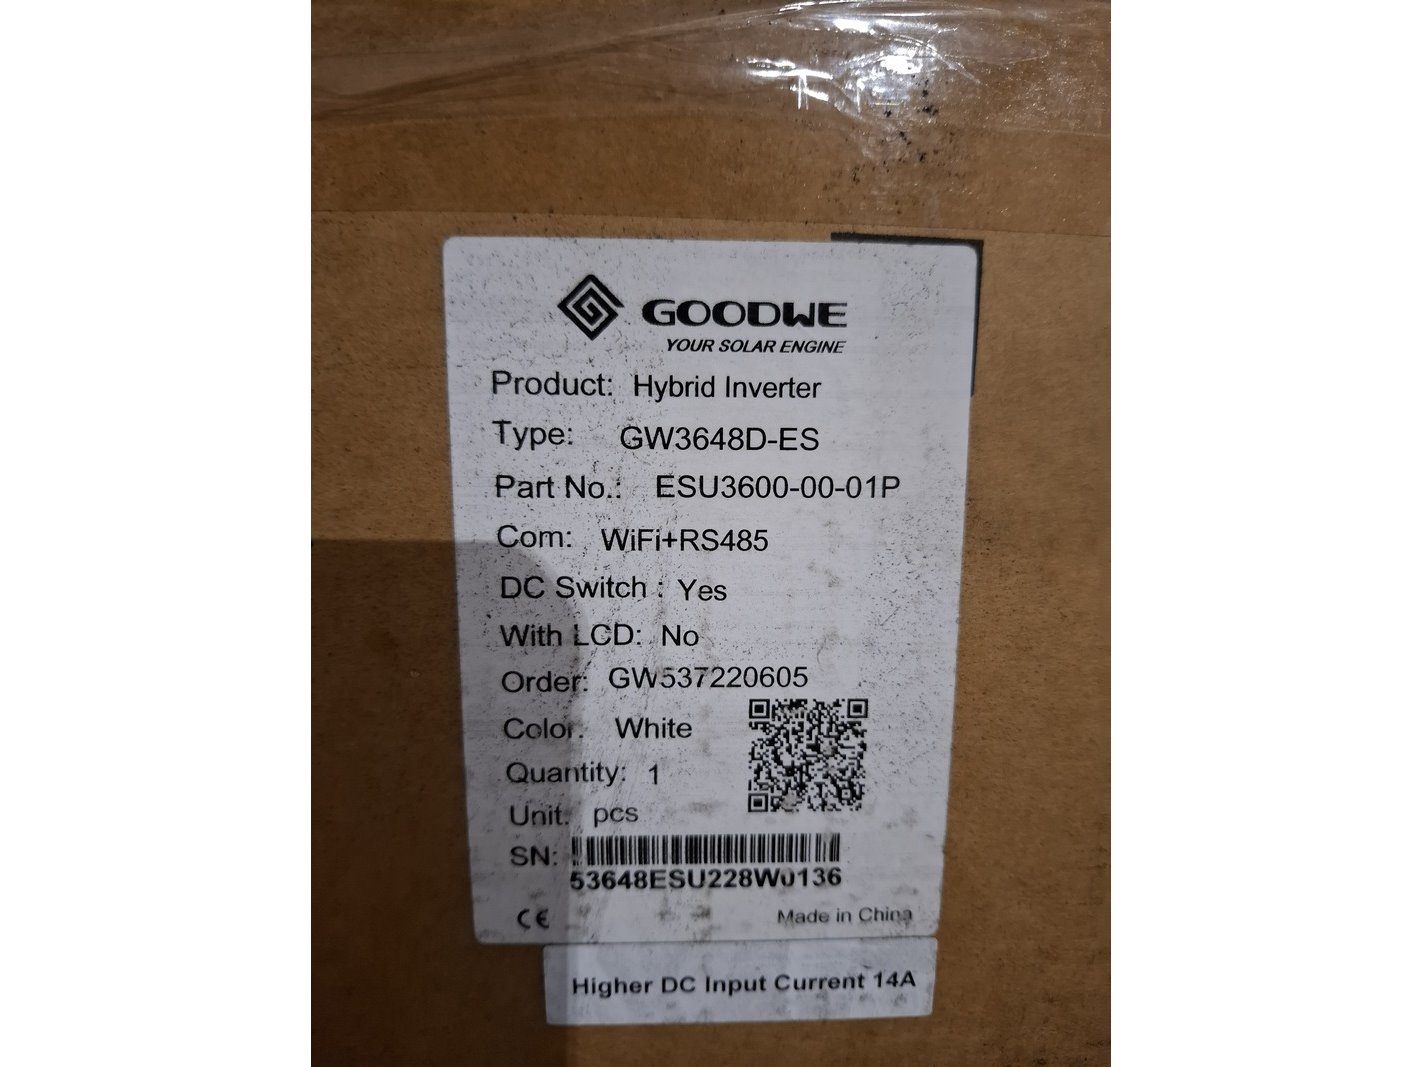 GOODWE
YOUR SOLAR ENGINE
Product: Hybrid Inverter
Type: GW3648D-ES
Part No.: ESU3600-00-01P
Com: WiFi+RS485
DC Switch : Yes
With LCD: No
Order: GW537220605
Color: White
Quantity: 1
Unit: pcs
SN:
53648ESU228W0136
CE Made in China
Higher DC Input Current 14A